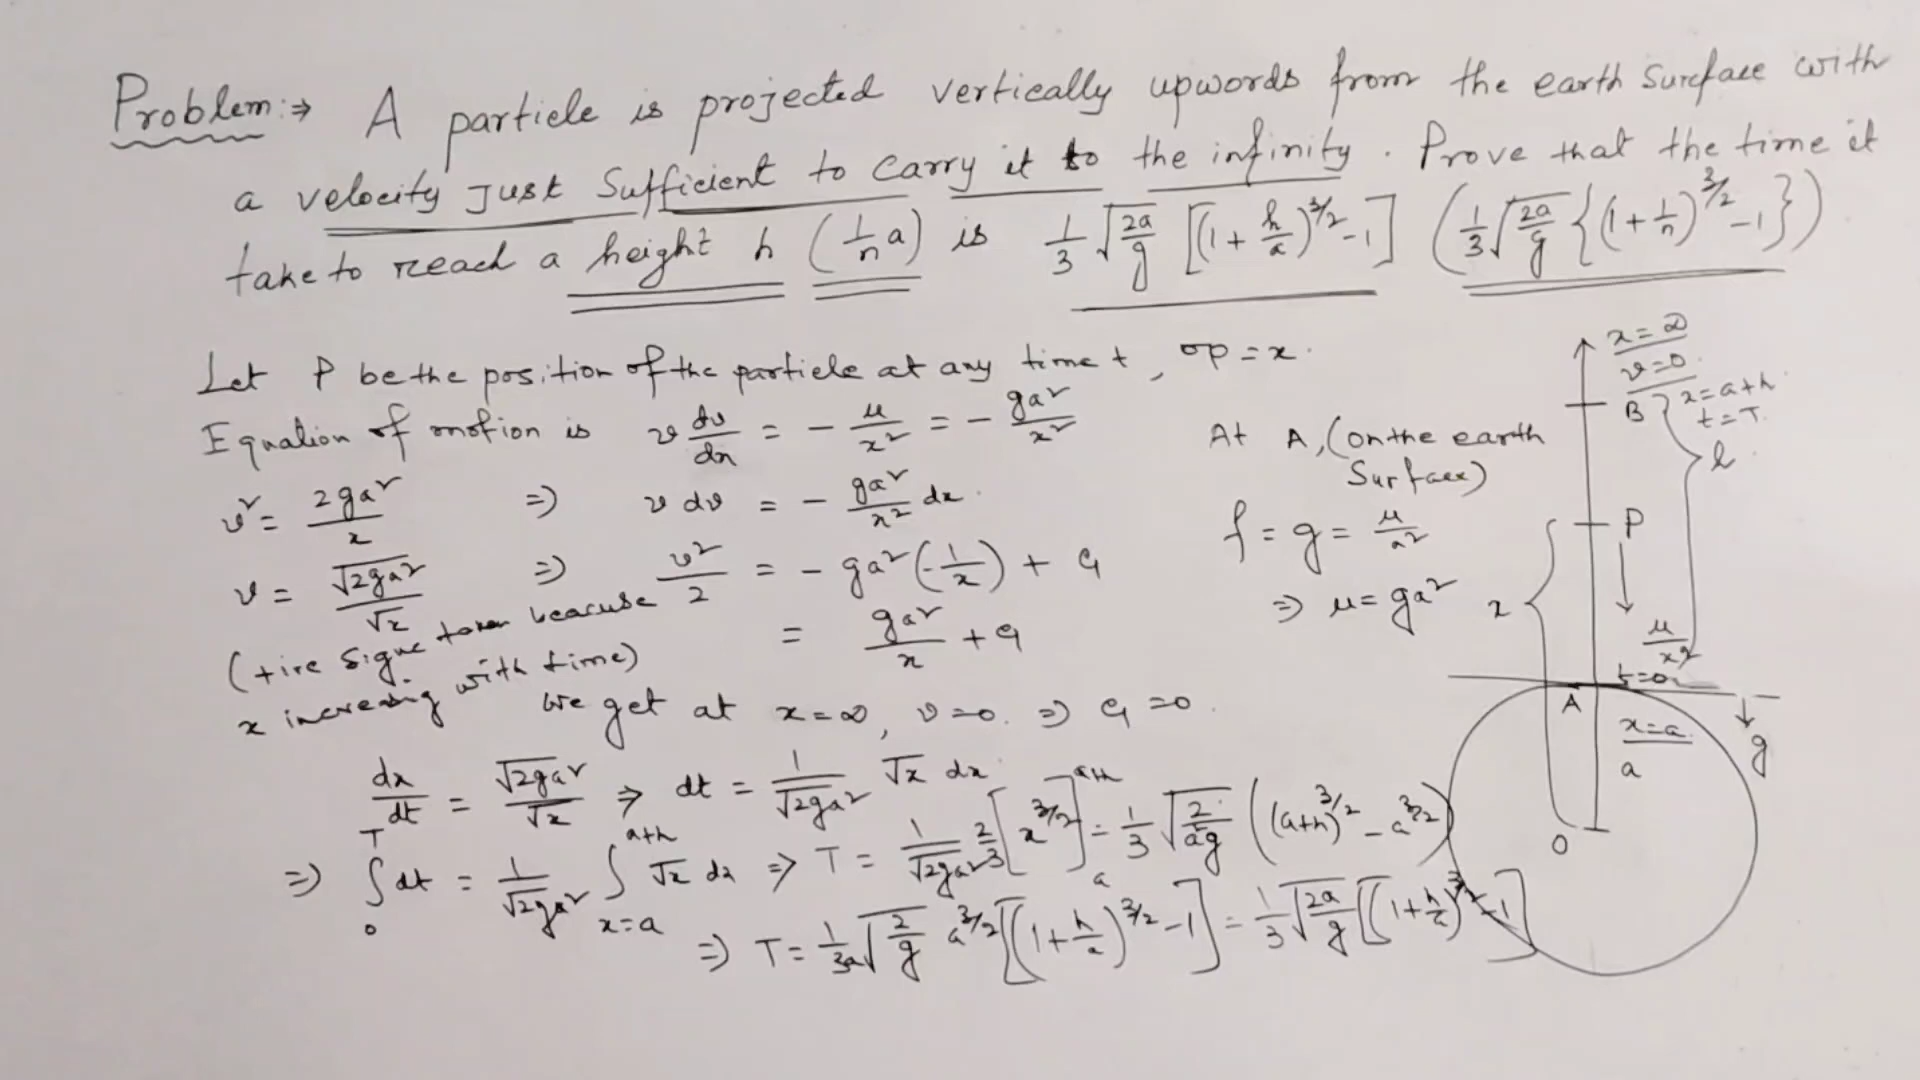 Problem:⇒ A particle is projected vertically upwords from the earth surface with
a velocity just sufficient to carry it to the infinity. Prove that the time it
take to reach a height h (1/n a) is 1/3 √(2a/g) [(1 + h/a)^3/2 - 1] (1/3 √(2a/g) {(1 + 1/n)^3/2 - 1})
Let P be the position of the particle at any time t, OP = x.
Equation of motion is v dv/dx = - μ/x² = - ga²/x²
v² = 2ga²/x ⇒ v dv = - ga²/x² dx.
v = √2ga²/√x ⇒ v²/2 = - ga² (-1/x) + c₁
= ga²/x + c₁
(+ive signe taken beacuse
x increasing with time)
We get at x = ∞, v = 0. ⇒ c₁ = 0.
dx/dt = √2ga²/√x ⇒ dt = 1/√2ga² √x dx
⇒ ∫₀^T dt = 1/√2ga² ∫_{x=a}^{a+h} √x dx ⇒ T = 1/√2ga² 2/3 [x^3/2]_a^{a+h} = 1/3 √(2/a²g) ((a+h)^3/2 - a^3/2)
⇒ T = 1/3a √(2/g) a^3/2 [(1 + h/a)^3/2 - 1] = 1/3 √(2a/g) [(1 + h/a)^3/2 - 1]
At A, (on the earth
Surface)
f = g = μ/a²
⇒ μ = ga²
x = ∞
v = 0
B
x = a+h
t = T
P
x
μ/x²
t = 0
A
x = a
g
a
O